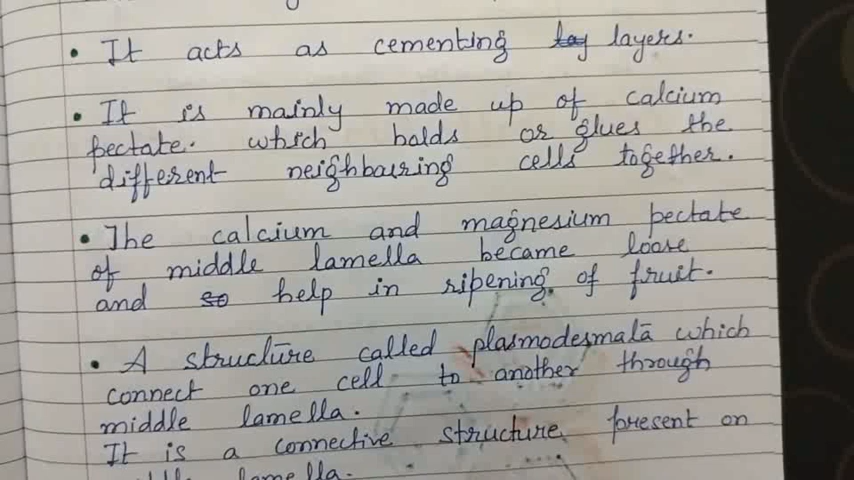 • It acts as cementing layers.
• It is mainly made up of calcium
pectate. which holds or glues the
different neighbouring cells together.
• The calcium and magnesium pectate
of middle lamella became loose
and help in ripening of fruit.
• A structure called plasmodesmata which
connect one cell to another through
middle lamella.
It is a connective structure present on
lamella.